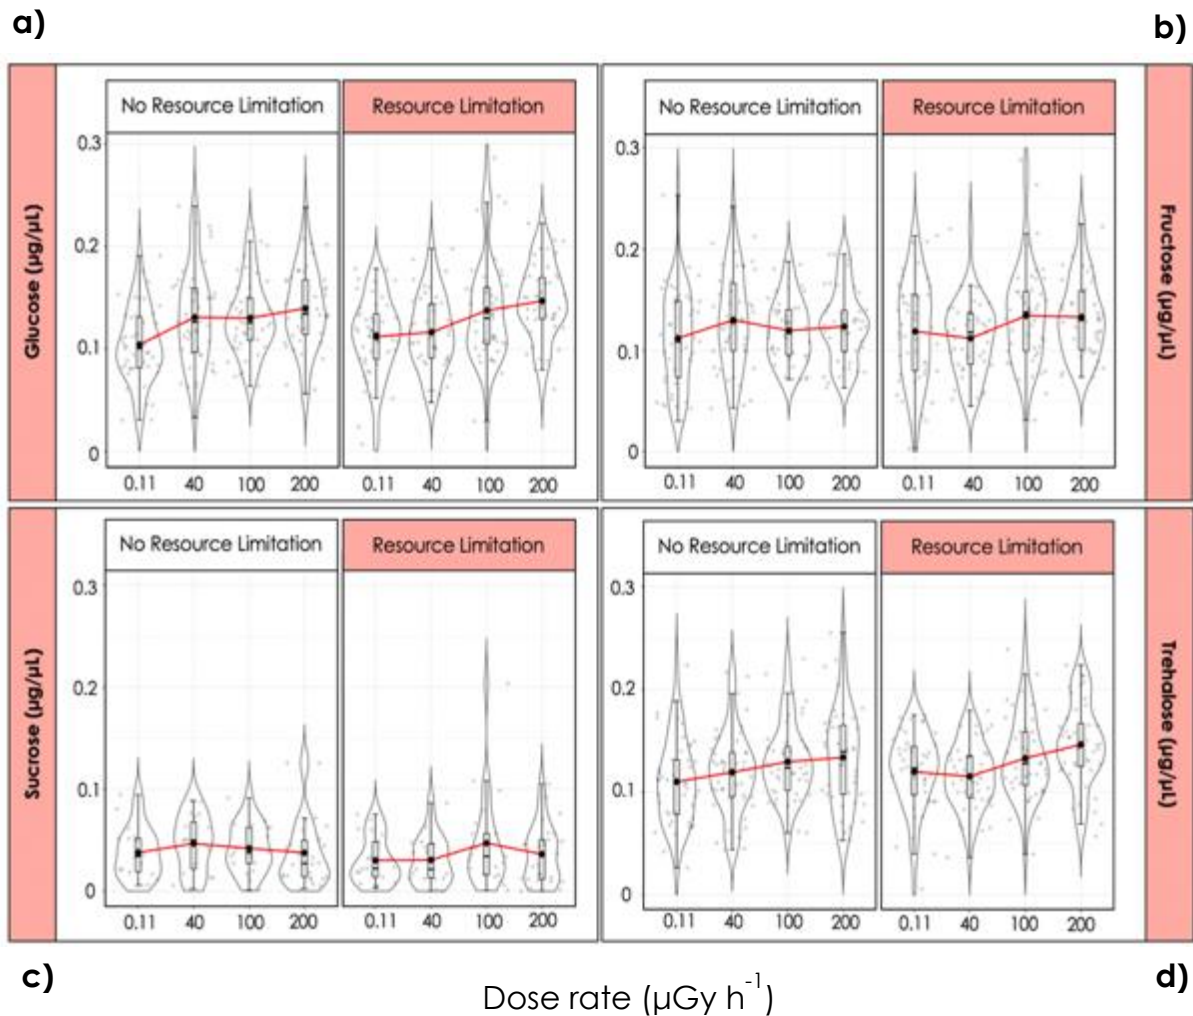 a)
b)
No Resource Limitation
Resource Limitation
Glucose (µg/µL)
0.3
0.2
0.1
0
0.11 40 100 200
0.11 40 100 200
No Resource Limitation
Resource Limitation
Fructose (µg/µL)
0.3
0.2
0.1
0
0.11 40 100 200
0.11 40 100 200
No Resource Limitation
Resource Limitation
Sucrose (µg/µL)
0.3
0.2
0.1
0
0.11 40 100 200
0.11 40 100 200
No Resource Limitation
Resource Limitation
Trehalose (µg/µL)
0.3
0.2
0.1
0
0.11 40 100 200
0.11 40 100 200
c)
d)
Dose rate (µGy h⁻¹)